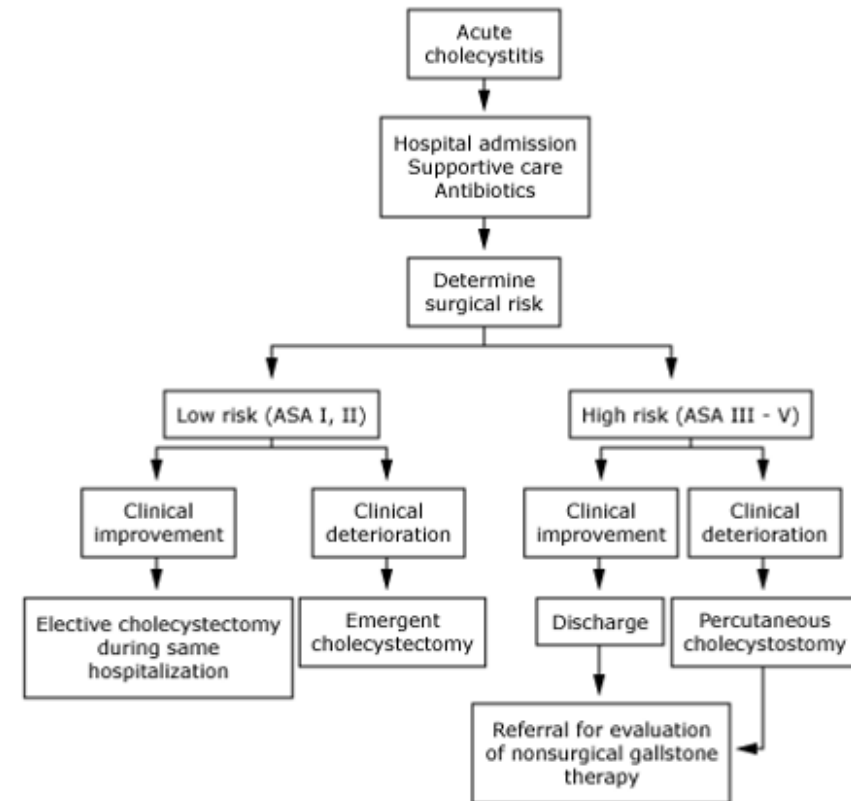 Acute
cholecystitis
Hospital admission
Supportive care
Antibiotics
Determine
surgical risk
Low risk (ASA I, II)
High risk (ASA III - V)
Clinical
improvement
Clinical
deterioration
Clinical
improvement
Clinical
deterioration
Elective cholecystectomy
during same
hospitalization
Emergent
cholecystectomy
Discharge
Percutaneous
cholecystostomy
Referral for evaluation
of nonsurgical gallstone
therapy